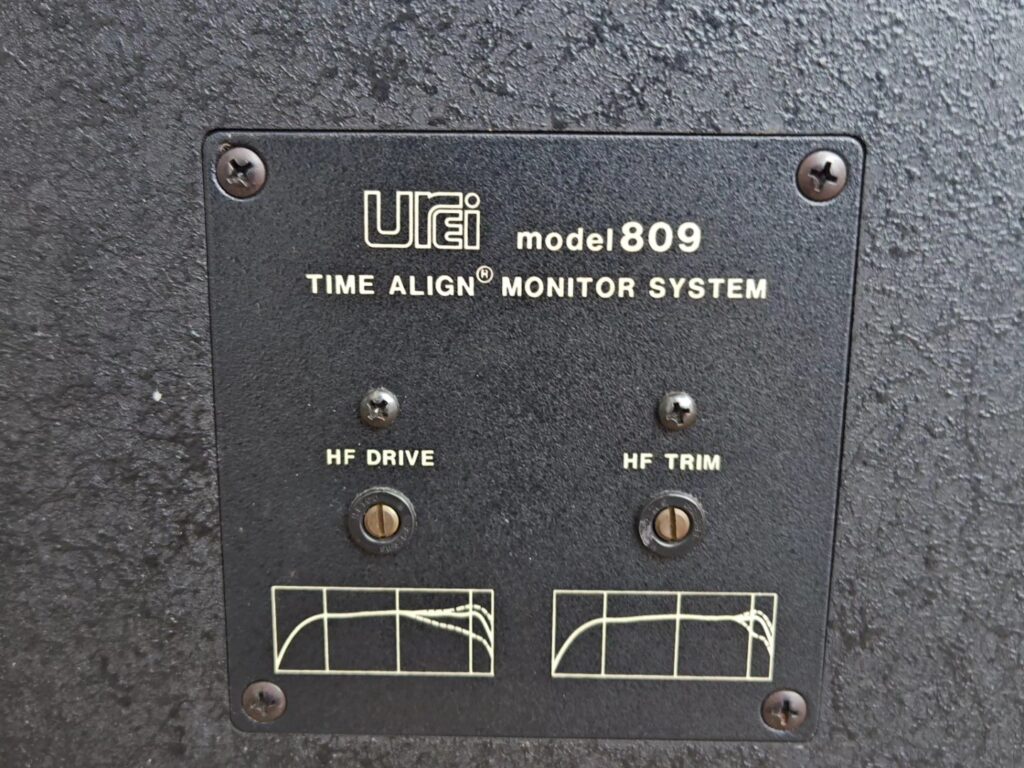 urei model 809
TIME ALIGN® MONITOR SYSTEM
HF DRIVE
HF TRIM